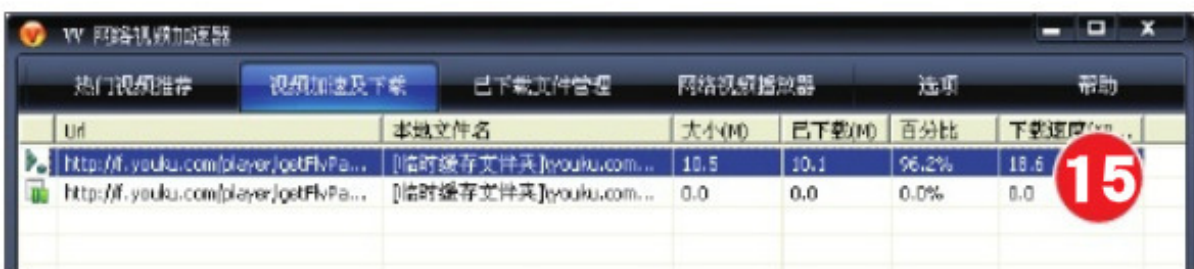 VV 网络视频加速器
热门视频推荐 视频加速及下载 已下载文件管理 网络视频播放器 选项 帮助
Url 本地文件名 大小(M) 已下载(M) 百分比 下载速度
http://f.youku.com/player/getFlvPa... [临时缓存文件夹]\youku.com... 10.5 10.1 96.2% 18.6
15
http://f.youku.com/player/getFlvPa... [临时缓存文件夹]\youku.com... 0.0 0.0 0.0% 0.0